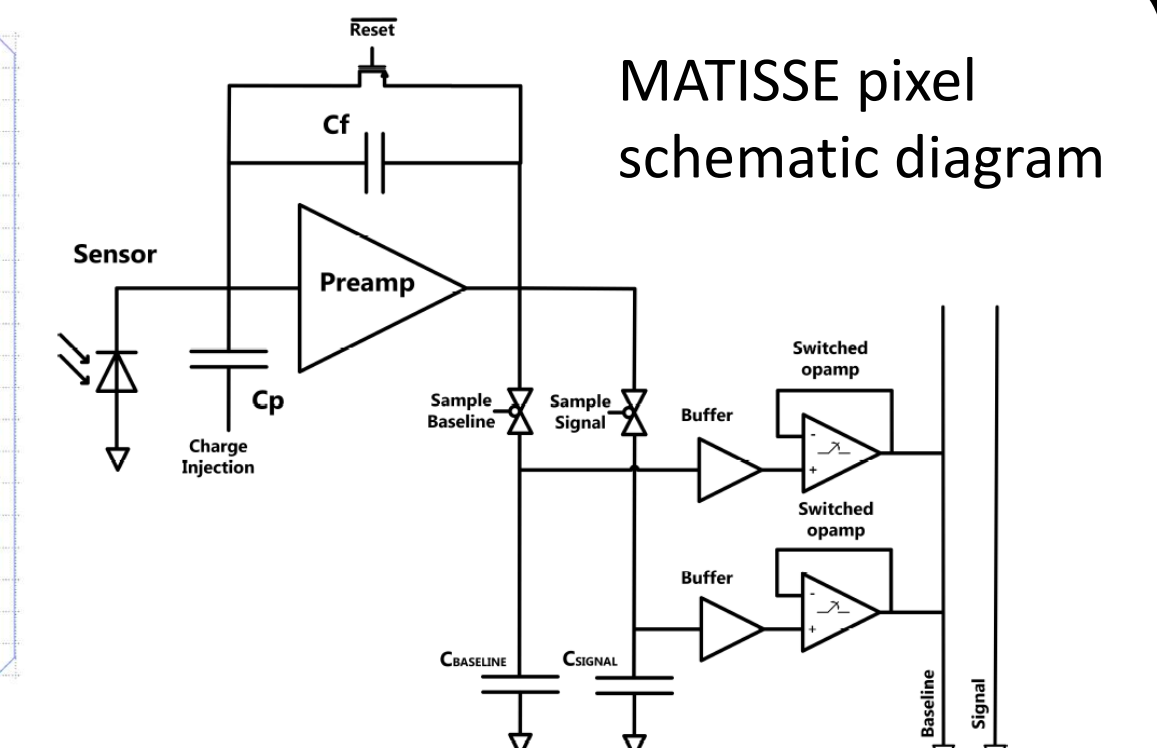 Reset
MATISSE pixel
schematic diagram
Cf
Sensor
Preamp
Cp
Charge
Injection
Sample
Baseline
Sample
Signal
Buffer
Switched
opamp
-
+
Switched
opamp
Buffer
-
+
CBASELINE
CSIGNAL
Baseline
Signal